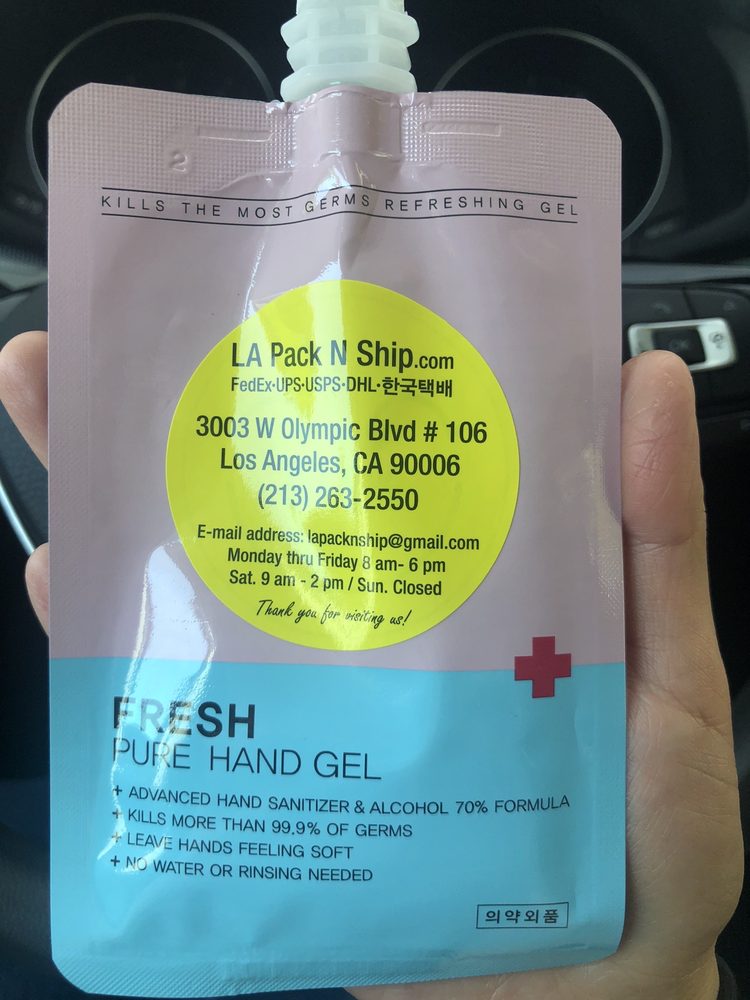 2
KILLS THE MOST GERMS REFRESHING GEL
LA Pack N Ship.com
FedEx·UPS·USPS·DHL·한국택배
3003 W Olympic Blvd # 106
Los Angeles, CA 90006
(213) 263-2550
E-mail address: lapacknship@gmail.com
Monday thru Friday 8 am- 6 pm
Sat. 9 am - 2 pm / Sun. Closed
Thank you for visiting us!
FRESH
PURE HAND GEL
+ ADVANCED HAND SANITIZER & ALCOHOL 70% FORMULA
+ KILLS MORE THAN 99.9% OF GERMS
+ LEAVE HANDS FEELING SOFT
+ NO WATER OR RINSING NEEDED
의약외품